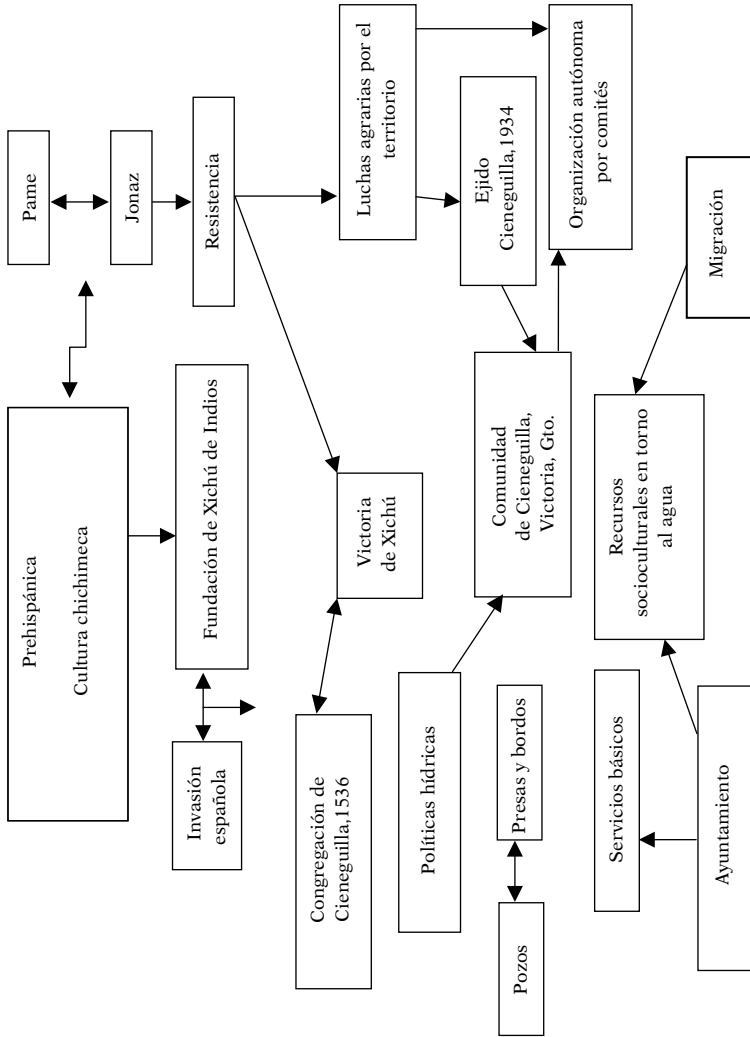 Prehispánica
Cultura chichimeca
Pame
Jonaz
Invasión
española
Fundación de Xichú de Indios
Resistencia
Congregación de
Cieneguilla,1536
Victoria
de Xichú
Luchas agrarias por el
territorio
Políticas hídricas
Comunidad
de Cieneguilla,
Victoria, Gto.
Ejido
Cieneguilla,1934
Pozos
Presas y bordos
Organización autónoma
por comités
Servicios básicos
Recursos
socioculturales en torno
al agua
Ayuntamiento
Migración